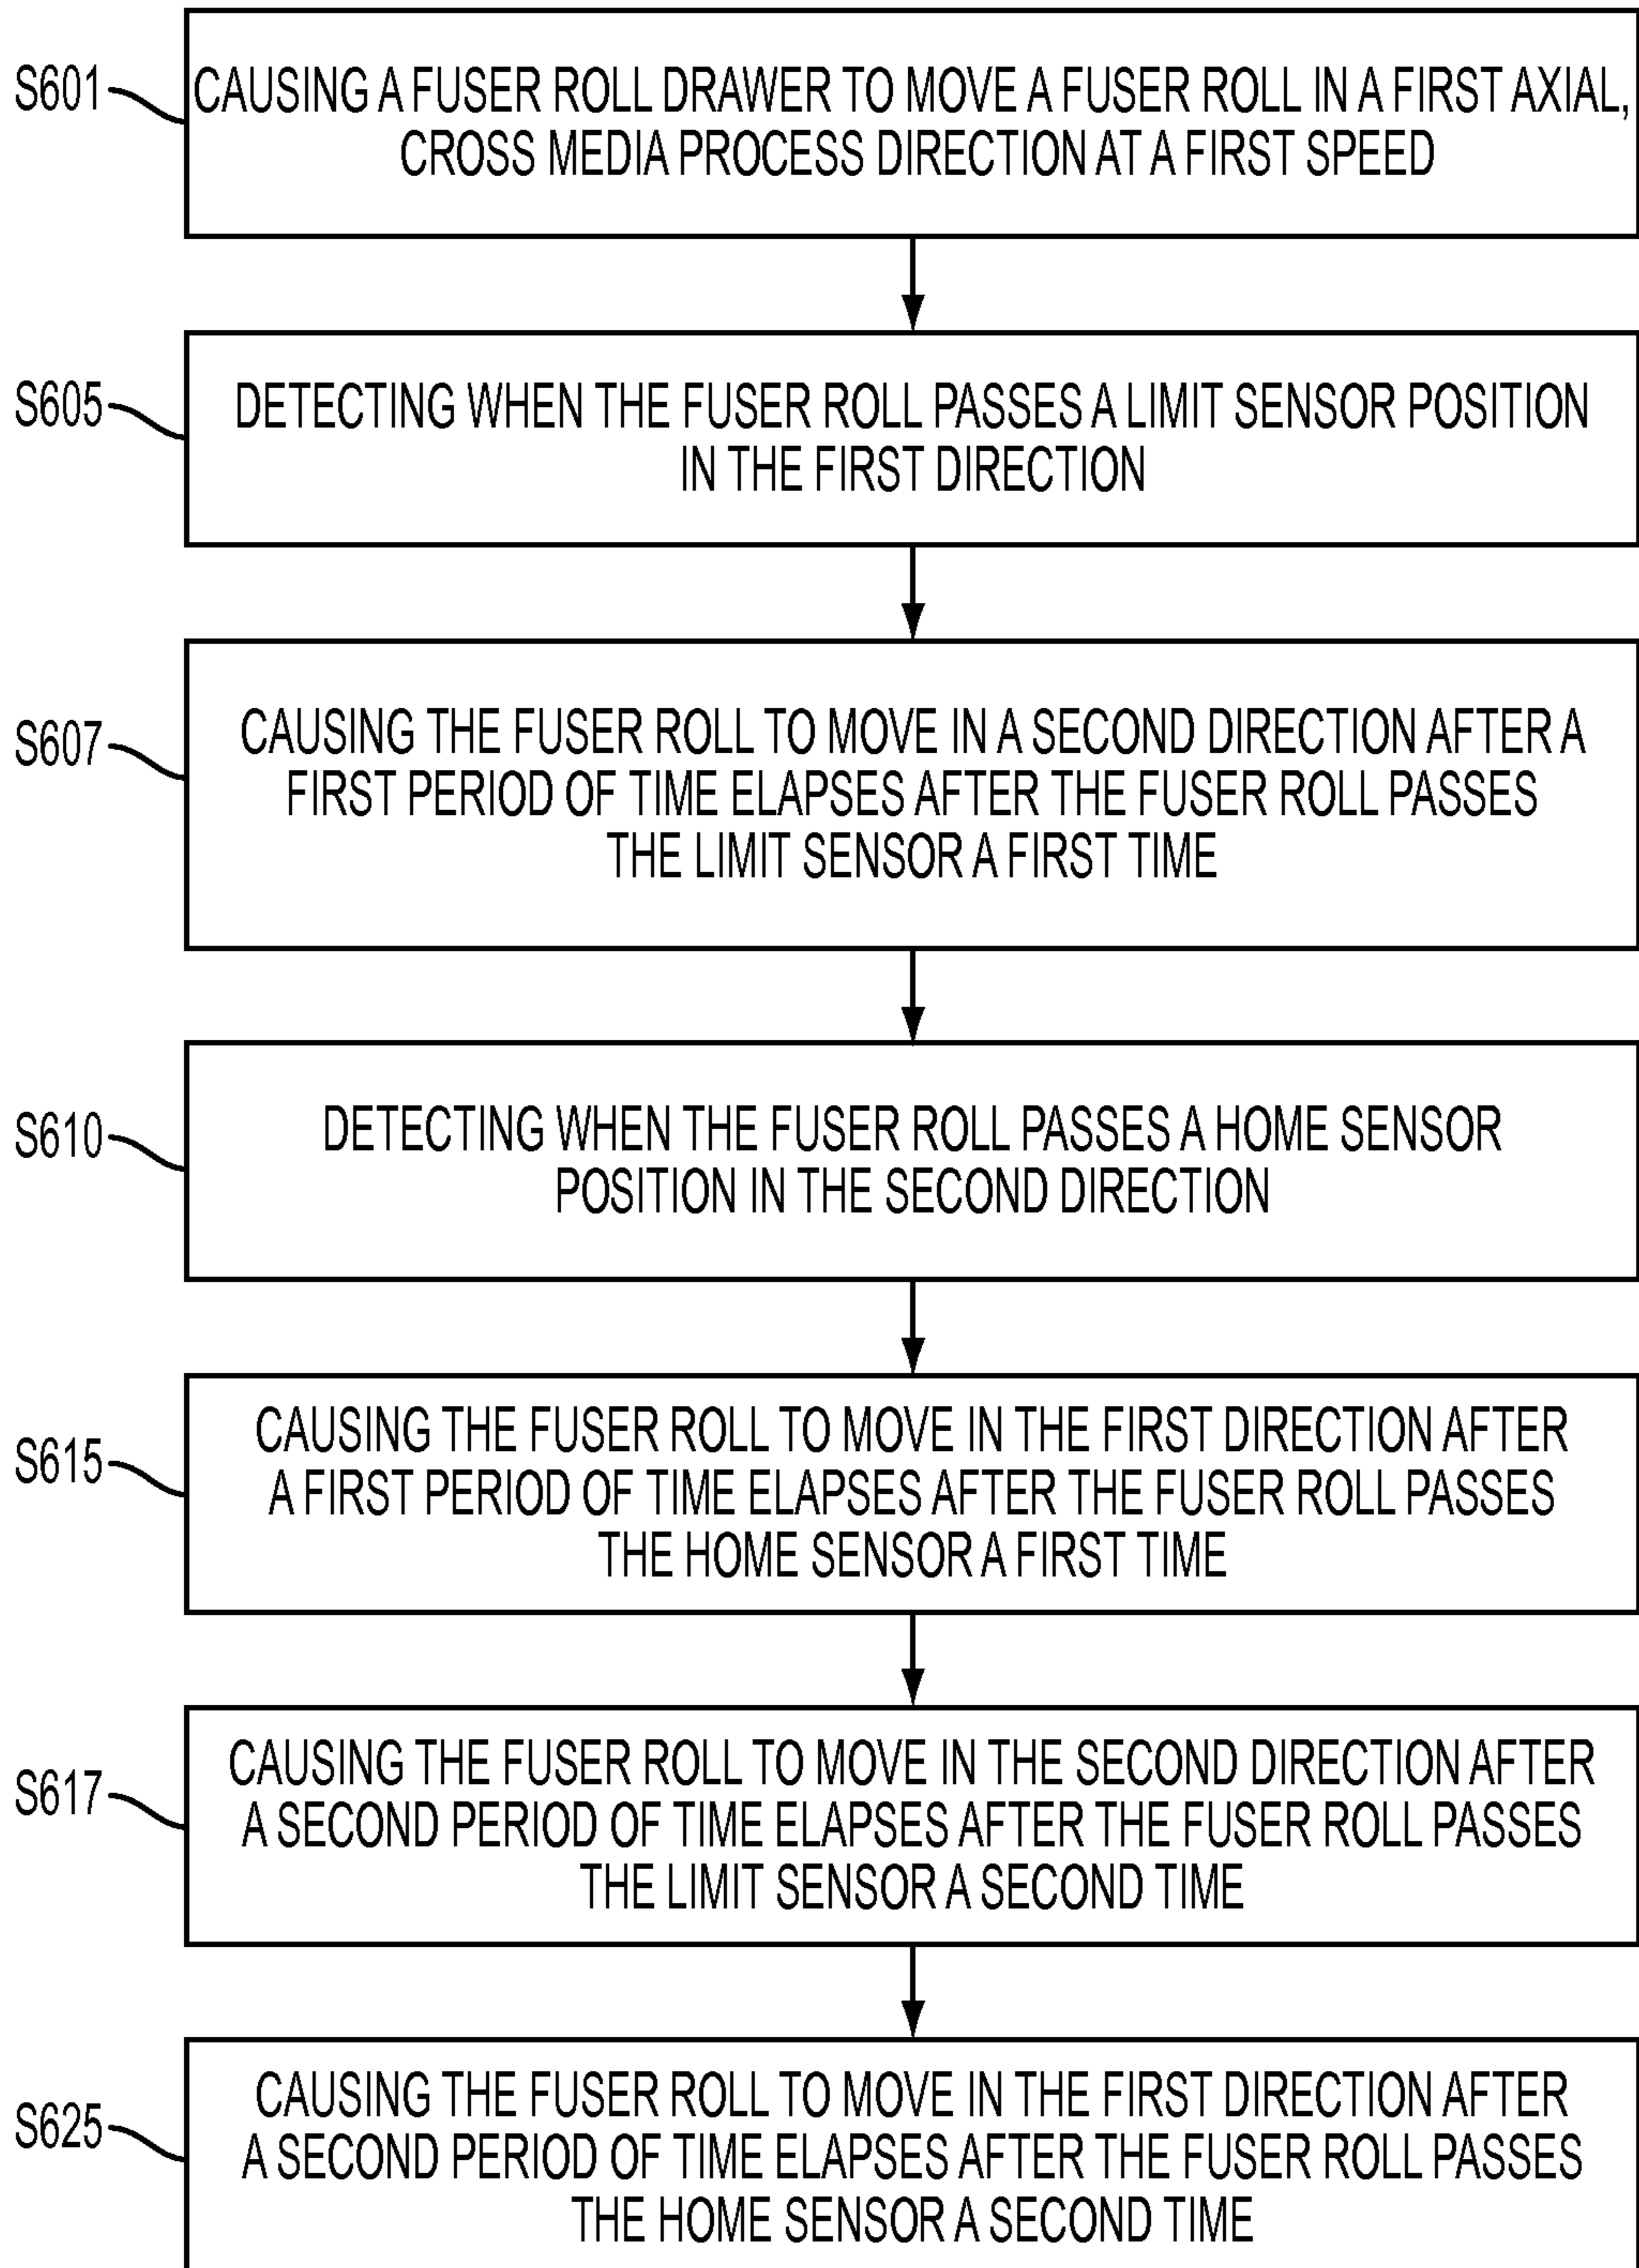 S601
CAUSING A FUSER ROLL DRAWER TO MOVE A FUSER ROLL IN A FIRST AXIAL,
CROSS MEDIA PROCESS DIRECTION AT A FIRST SPEED
S605
DETECTING WHEN THE FUSER ROLL PASSES A LIMIT SENSOR POSITION
IN THE FIRST DIRECTION
S607
CAUSING THE FUSER ROLL TO MOVE IN A SECOND DIRECTION AFTER A
FIRST PERIOD OF TIME ELAPSES AFTER THE FUSER ROLL PASSES
THE LIMIT SENSOR A FIRST TIME
S610
DETECTING WHEN THE FUSER ROLL PASSES A HOME SENSOR
POSITION IN THE SECOND DIRECTION
S615
CAUSING THE FUSER ROLL TO MOVE IN THE FIRST DIRECTION AFTER
A FIRST PERIOD OF TIME ELAPSES AFTER THE FUSER ROLL PASSES
THE HOME SENSOR A FIRST TIME
S617
CAUSING THE FUSER ROLL TO MOVE IN THE SECOND DIRECTION AFTER
A SECOND PERIOD OF TIME ELAPSES AFTER THE FUSER ROLL PASSES
THE LIMIT SENSOR A SECOND TIME
S625
CAUSING THE FUSER ROLL TO MOVE IN THE FIRST DIRECTION AFTER
A SECOND PERIOD OF TIME ELAPSES AFTER THE FUSER ROLL PASSES
THE HOME SENSOR A SECOND TIME